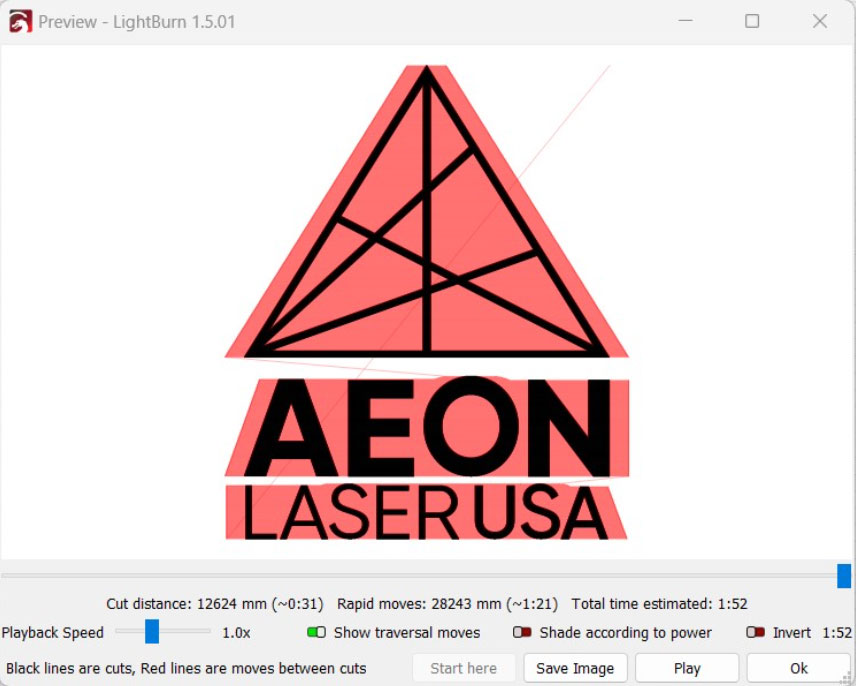 Preview - LightBurn 1.5.01
AEON
LASER USA
Cut distance: 12624 mm (~0:31) Rapid moves: 28243 mm (~1:21) Total time estimated: 1:52
Playback Speed 1.0x Show traversal moves Shade according to power Invert 1:52
Black lines are cuts, Red lines are moves between cuts Start here Save Image Play Ok